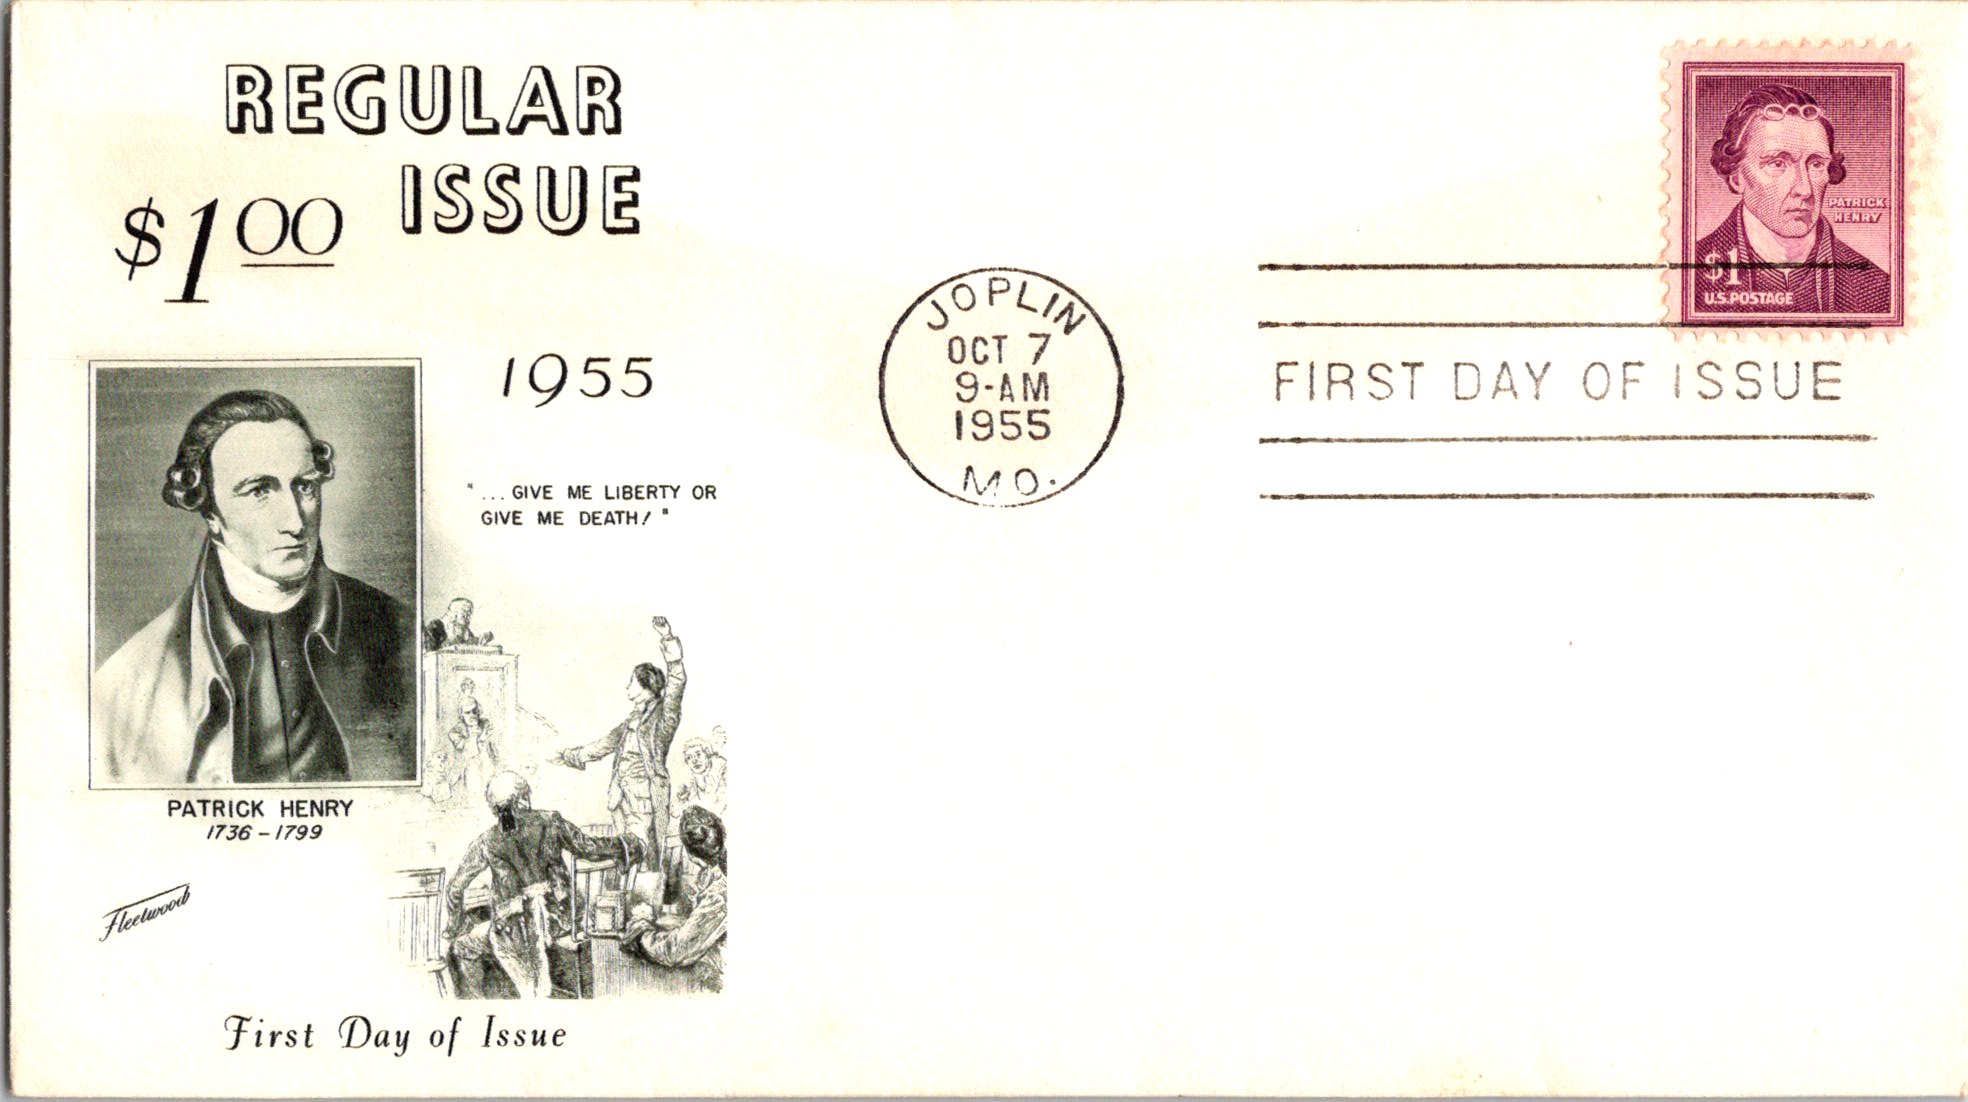 REGULAR
ISSUE
$1.00
1955
"...GIVE ME LIBERTY OR
GIVE ME DEATH!"
PATRICK HENRY
1736-1799
Fleetwood
First Day of Issue
JOPLIN
OCT 7
9-AM
1955
MO.
FIRST DAY OF ISSUE
PATRICK
HENRY
$1
U.S.POSTAGE